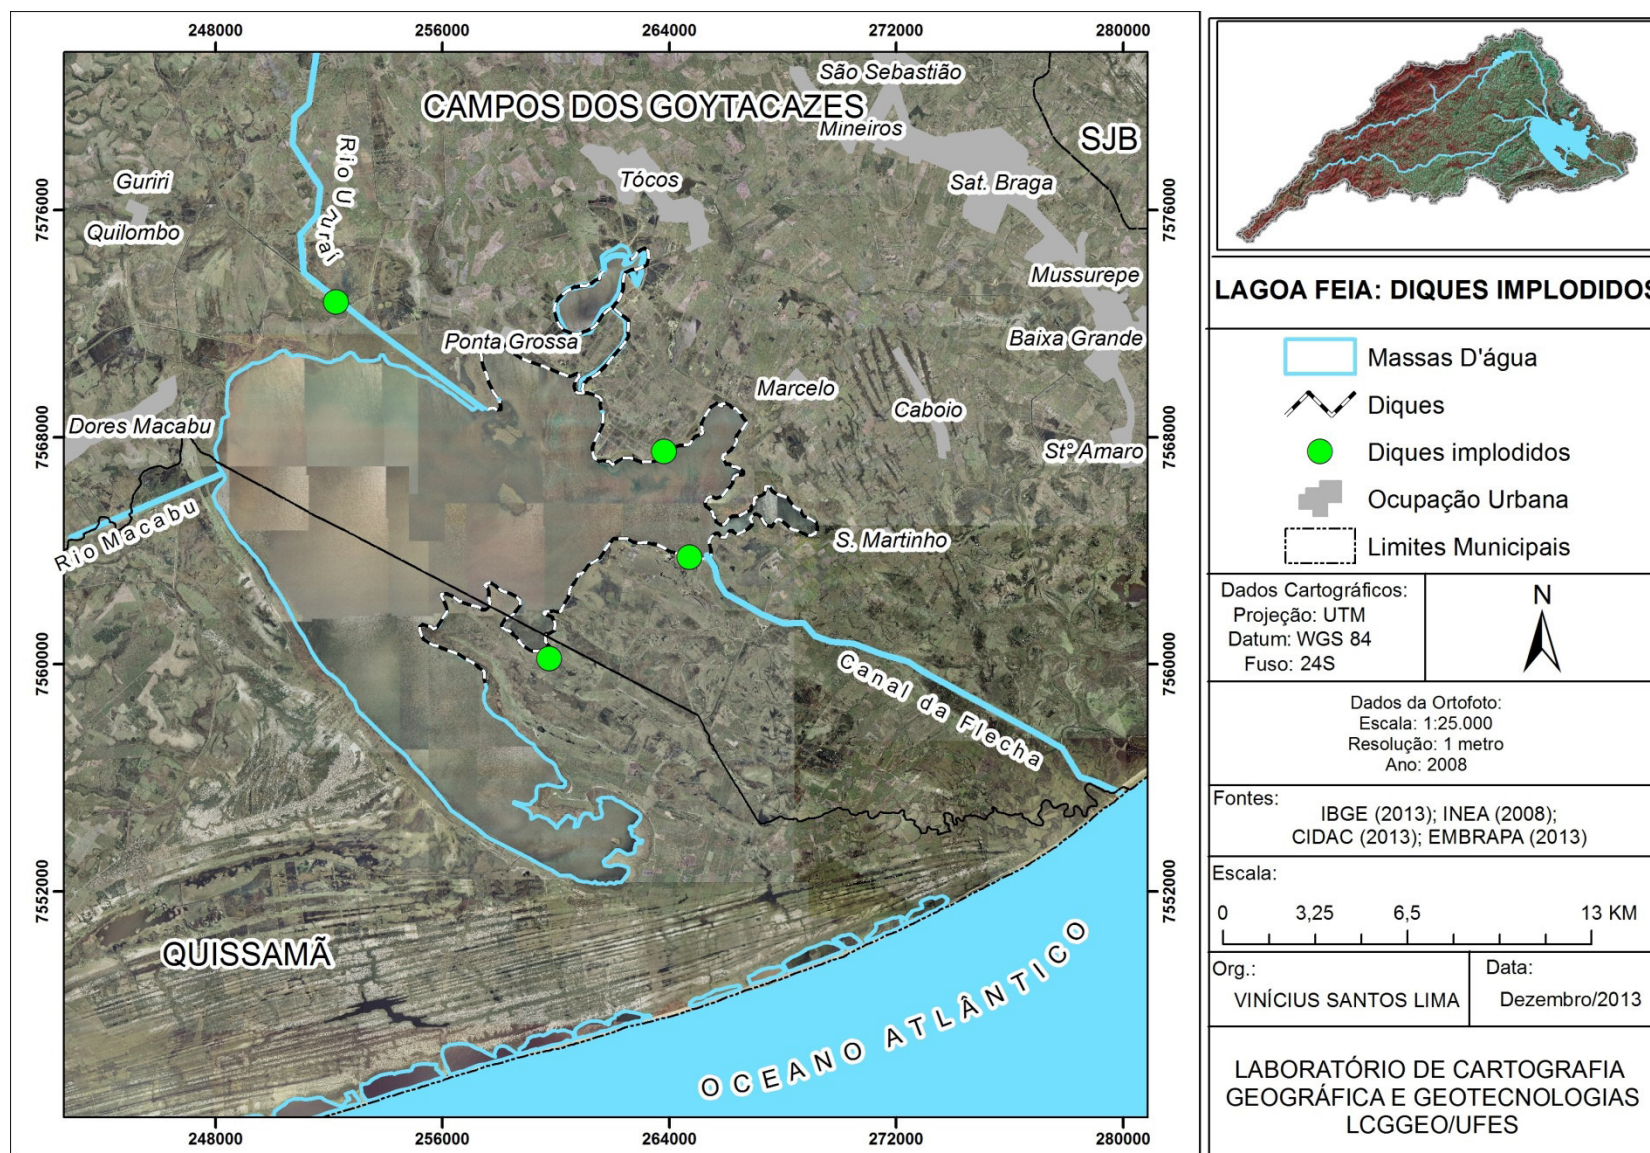 248000 256000 264000 272000 280000
São Sebastião
CAMPOS DOS GOYTACAZES
Mineiros
SJB
Rio Ururaí
Tócos
Guriri
Sat. Braga
7576000
7576000
Quilombo
Mussurepe
Ponta Grossa
Baixa Grande
Marcelo
Caboio
Dores Macabu
7568000
7568000
Stº Amaro
Rio Macabu
S. Martinho
7560000
7560000
Canal da Flecha
7552000
7552000
QUISSAMÃ
OCEANO ATLÂNTICO
248000 256000 264000 272000 280000
LAGOA FEIA: DIQUES IMPLODIDOS
Massas D'água
Diques
Diques implodidos
Ocupação Urbana
Limites Municipais
Dados Cartográficos:
Projeção: UTM
Datum: WGS 84
Fuso: 24S
N
Dados da Ortofoto:
Escala: 1:25.000
Resolução: 1 metro
Ano: 2008
Fontes:
IBGE (2013); INEA (2008);
CIDAC (2013); EMBRAPA (2013)
Escala:
0 3,25 6,5 13 KM
Org.:
VINÍCIUS SANTOS LIMA
Data:
Dezembro/2013
LABORATÓRIO DE CARTOGRAFIA
GEOGRÁFICA E GEOTECNOLOGIAS
LCGGEO/UFES